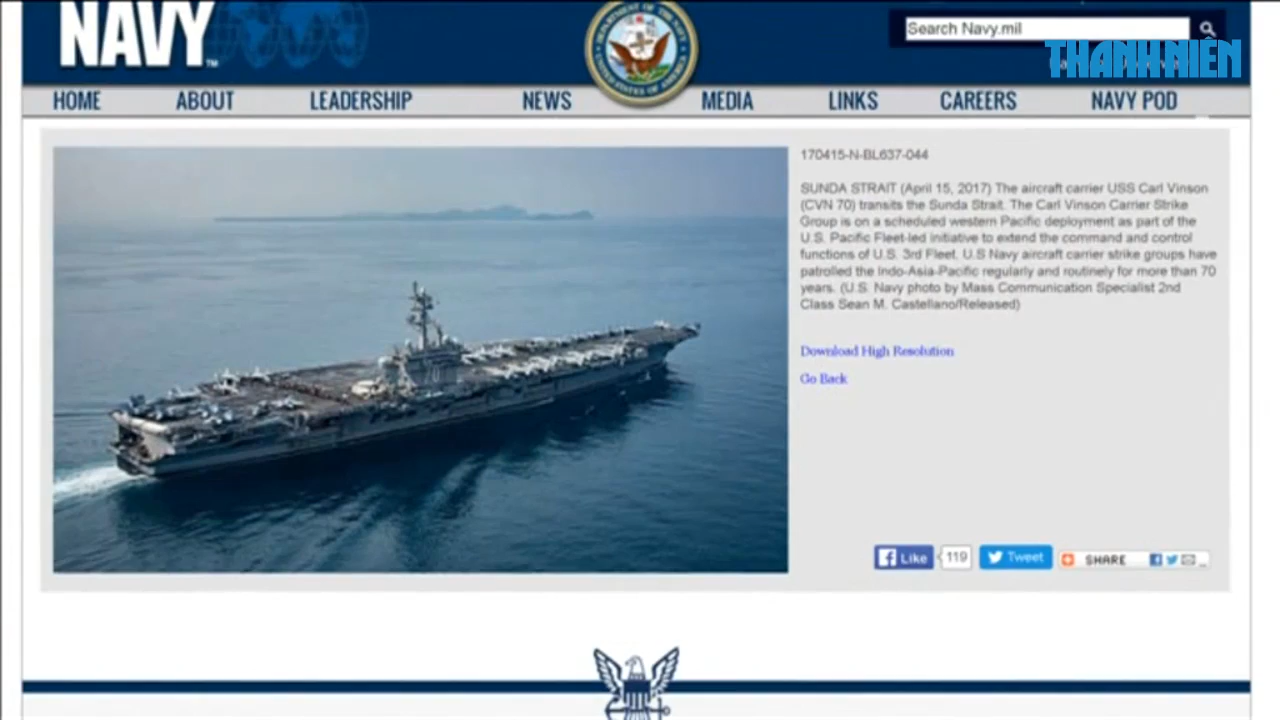 NAVY™
Search Navy.mil
THANH NIÊN
HOME ABOUT LEADERSHIP NEWS MEDIA LINKS CAREERS NAVY POD
170415-N-BL637-044
SUNDA STRAIT (April 15, 2017) The aircraft carrier USS Carl Vinson
(CVN 70) transits the Sunda Strait. The Carl Vinson Carrier Strike
Group is on a scheduled western Pacific deployment as part of the
U.S. Pacific Fleet-led initiative to extend the command and control
functions of U.S. 3rd Fleet. U.S Navy aircraft carrier strike groups have
patrolled the Indo-Asia-Pacific regularly and routinely for more than 70
years. (U.S. Navy photo by Mass Communication Specialist 2nd
Class Sean M. Castellano/Released)
Download High Resolution
Go Back
Like 119 Tweet SHARE